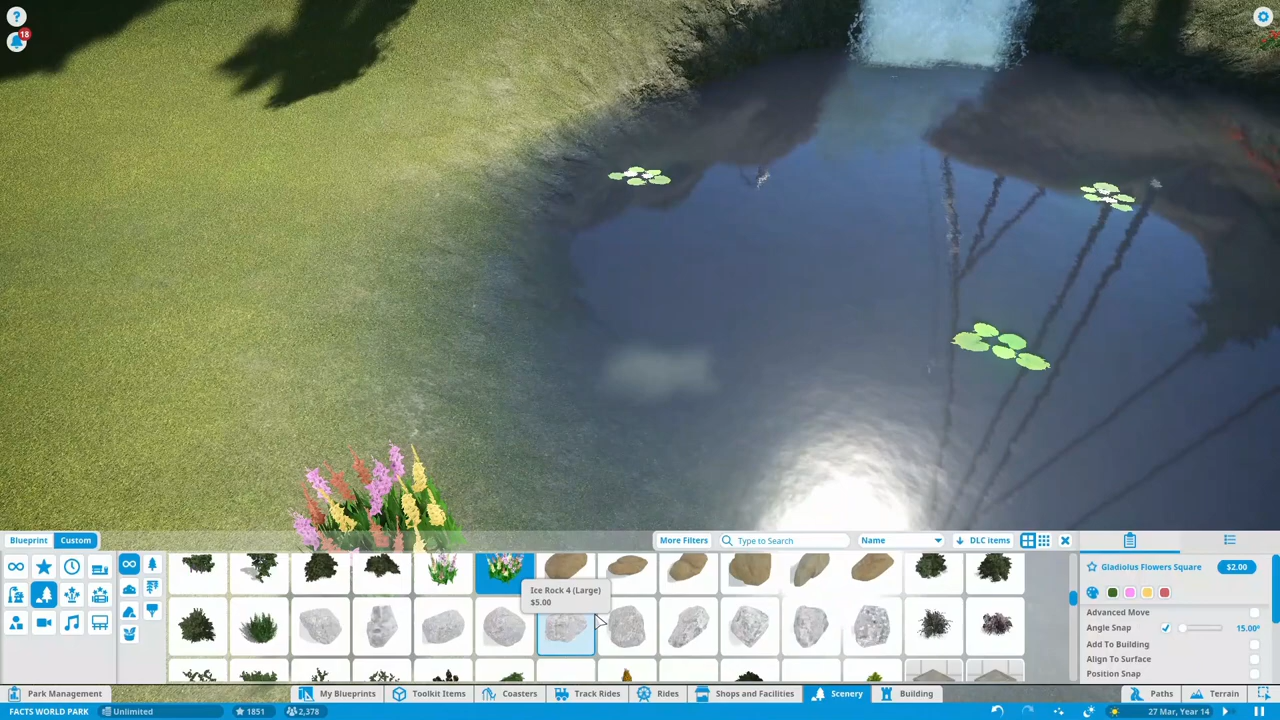 ?
18
Ice Rock 4 (Large)
$5.00
Blueprint
Custom
More Filters
Type to Search
Name
DLC items
Gladiolus Flowers Square
$2.00
Advanced Move
Angle Snap
15.00°
Add To Building
Align To Surface
Position Snap
Park Management
My Blueprints
Toolkit Items
Coasters
Track Rides
Rides
Shops and Facilities
Scenery
Building
Paths
Terrain
FACTS WORLD PARK
Unlimited
1851
2,378
27 Mar, Year 14